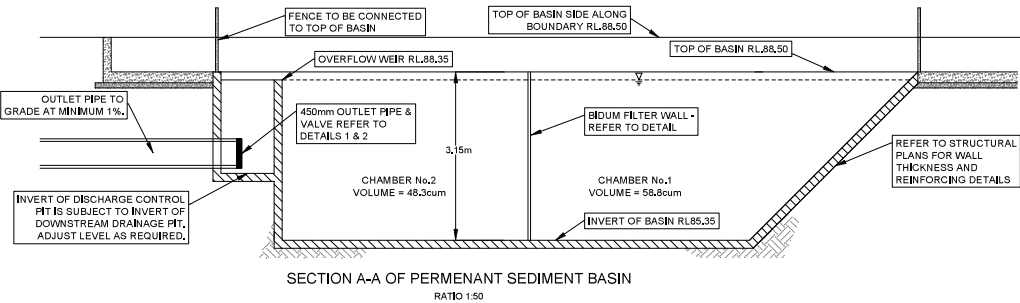 FENCE TO BE CONNECTED
TO TOP OF BASIN
TOP OF BASIN SIDE ALONG
BOUNDARY RL.88.50
OVERFLOW WEIR RL.88.35
TOP OF BASIN RL.88.50
OUTLET PIPE TO
GRADE AT MINIMUM 1%.
450mm OUTLET PIPE &
VALVE REFER TO
DETAILS 1 & 2
BIDUM FILTER WALL -
REFER TO DETAIL
3.15m
REFER TO STRUCTURAL
PLANS FOR WALL
THICKNESS AND
REINFORCING DETAILS
CHAMBER No.2
VOLUME = 48.3cum
CHAMBER No.1
VOLUME = 58.8cum
INVERT OF DISCHARGE CONTROL
PIT IS SUBJECT TO INVERT OF
DOWNSTREAM DRAINAGE PIT.
ADJUST LEVEL AS REQUIRED.
INVERT OF BASIN RL85.35
SECTION A-A OF PERMENANT SEDIMENT BASIN
RATIO 1:50